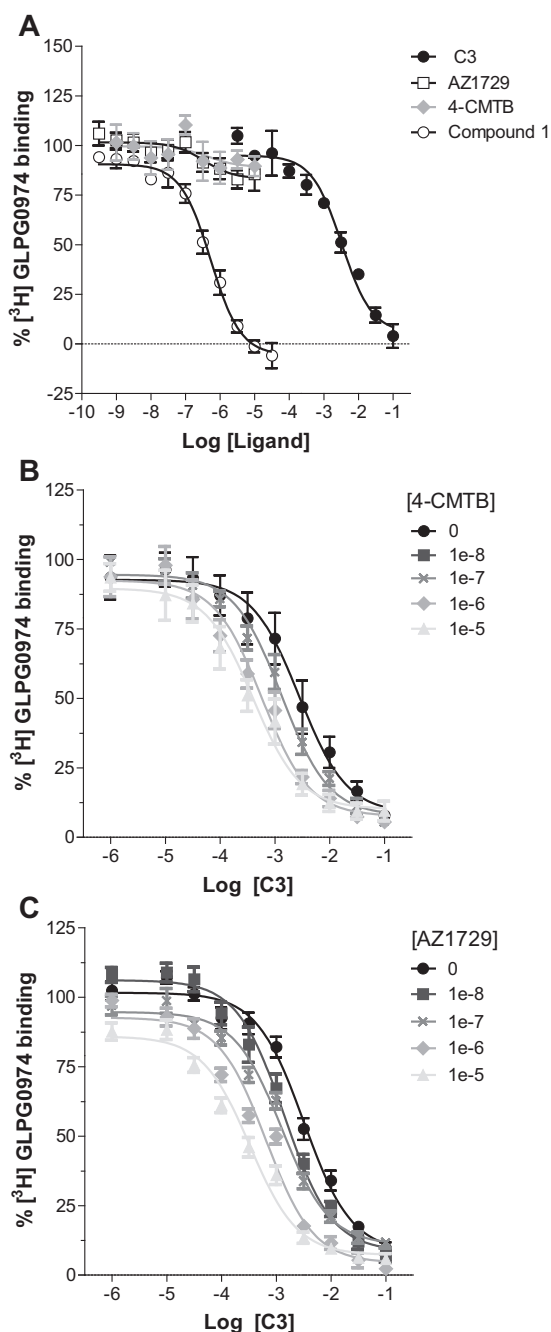 A
150
125
100
75
50
25
0
-25
% [³H] GLPG0974 binding
-10 -9 -8 -7 -6 -5 -4 -3 -2 -1
Log [Ligand]
C3
AZ1729
4-CMTB
Compound 1
B
125
100
75
50
25
0
% [³H] GLPG0974 binding
-6 -5 -4 -3 -2 -1
Log [C3]
[4-CMTB]
0
1e-8
1e-7
1e-6
1e-5
C
125
100
75
50
25
0
% [³H] GLPG0974 binding
-6 -5 -4 -3 -2 -1
Log [C3]
[AZ1729]
0
1e-8
1e-7
1e-6
1e-5